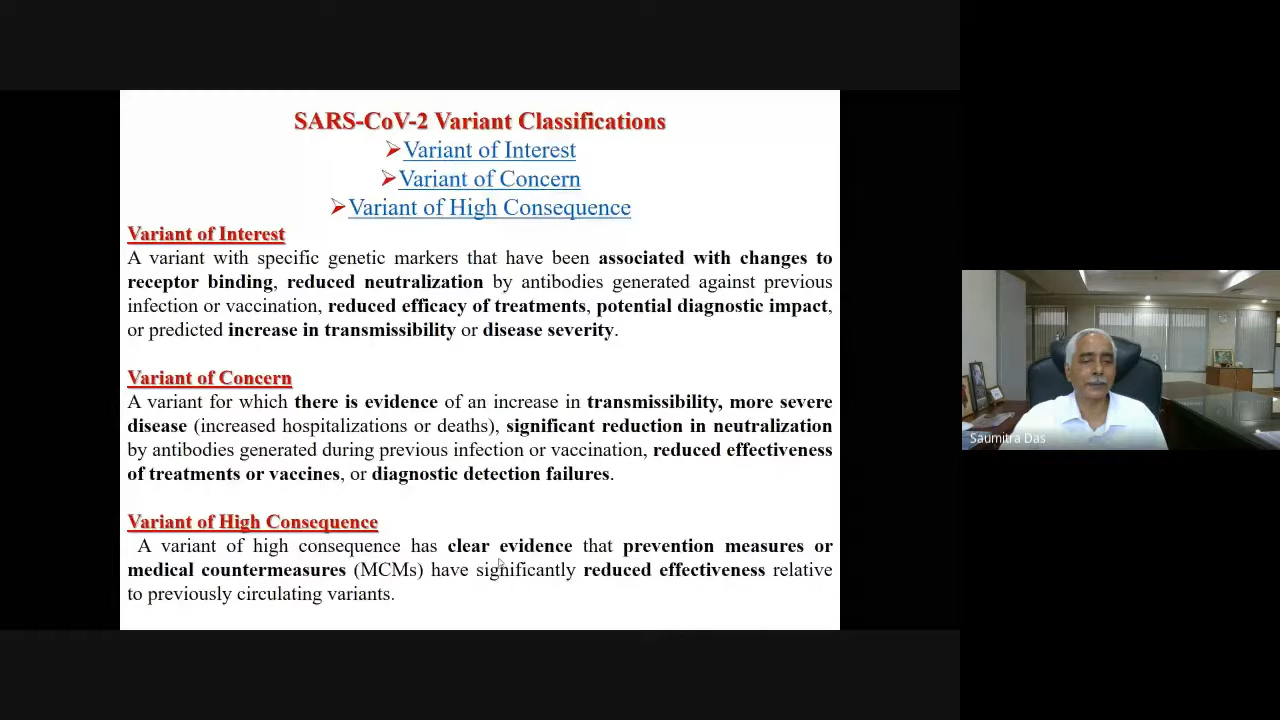 SARS-CoV-2 Variant Classifications
Variant of Interest
Variant of Concern
Variant of High Consequence
Variant of Interest
A variant with specific genetic markers that have been associated with changes to
receptor binding, reduced neutralization by antibodies generated against previous
infection or vaccination, reduced efficacy of treatments, potential diagnostic impact,
or predicted increase in transmissibility or disease severity.
Variant of Concern
A variant for which there is evidence of an increase in transmissibility, more severe
disease (increased hospitalizations or deaths), significant reduction in neutralization
by antibodies generated during previous infection or vaccination, reduced effectiveness
of treatments or vaccines, or diagnostic detection failures.
Variant of High Consequence
A variant of high consequence has clear evidence that prevention measures or
medical countermeasures (MCMs) have significantly reduced effectiveness relative
to previously circulating variants.
Saumitra Das